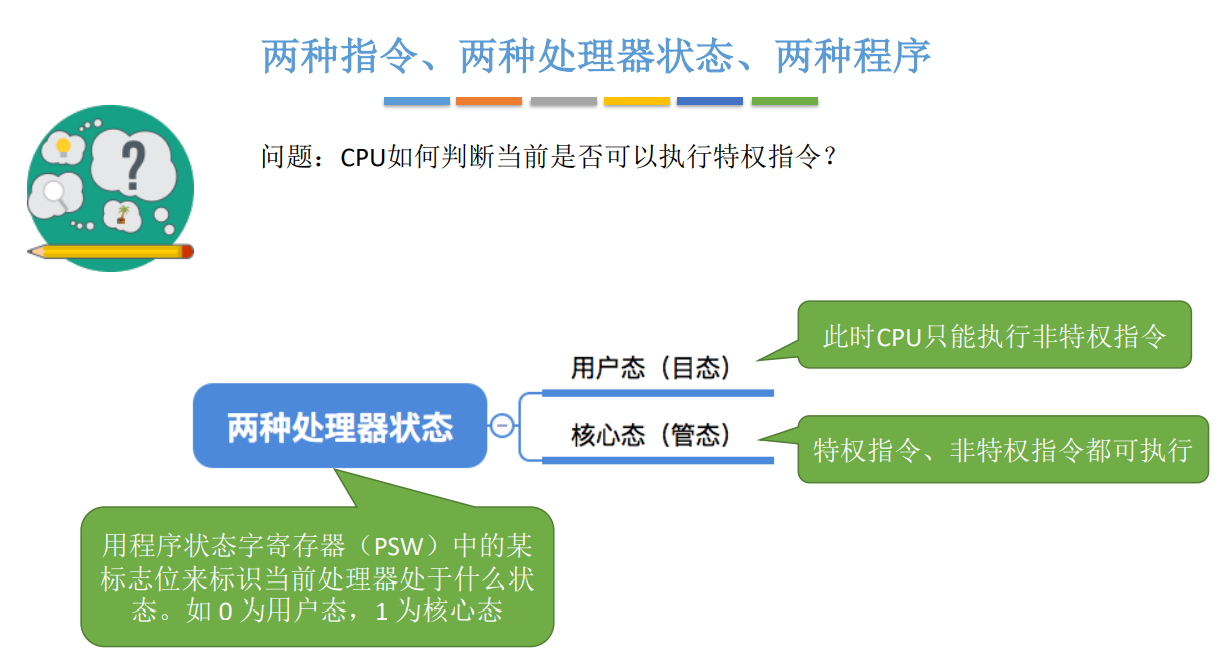 两种指令、两种处理器状态、两种程序
问题：CPU如何判断当前是否可以执行特权指令？
此时CPU只能执行非特权指令
用户态（目态）
两种处理器状态
核心态（管态）
特权指令、非特权指令都可执行
用程序状态字寄存器（PSW）中的某
标志位来标识当前处理器处于什么状
态。如 0 为用户态，1 为核心态